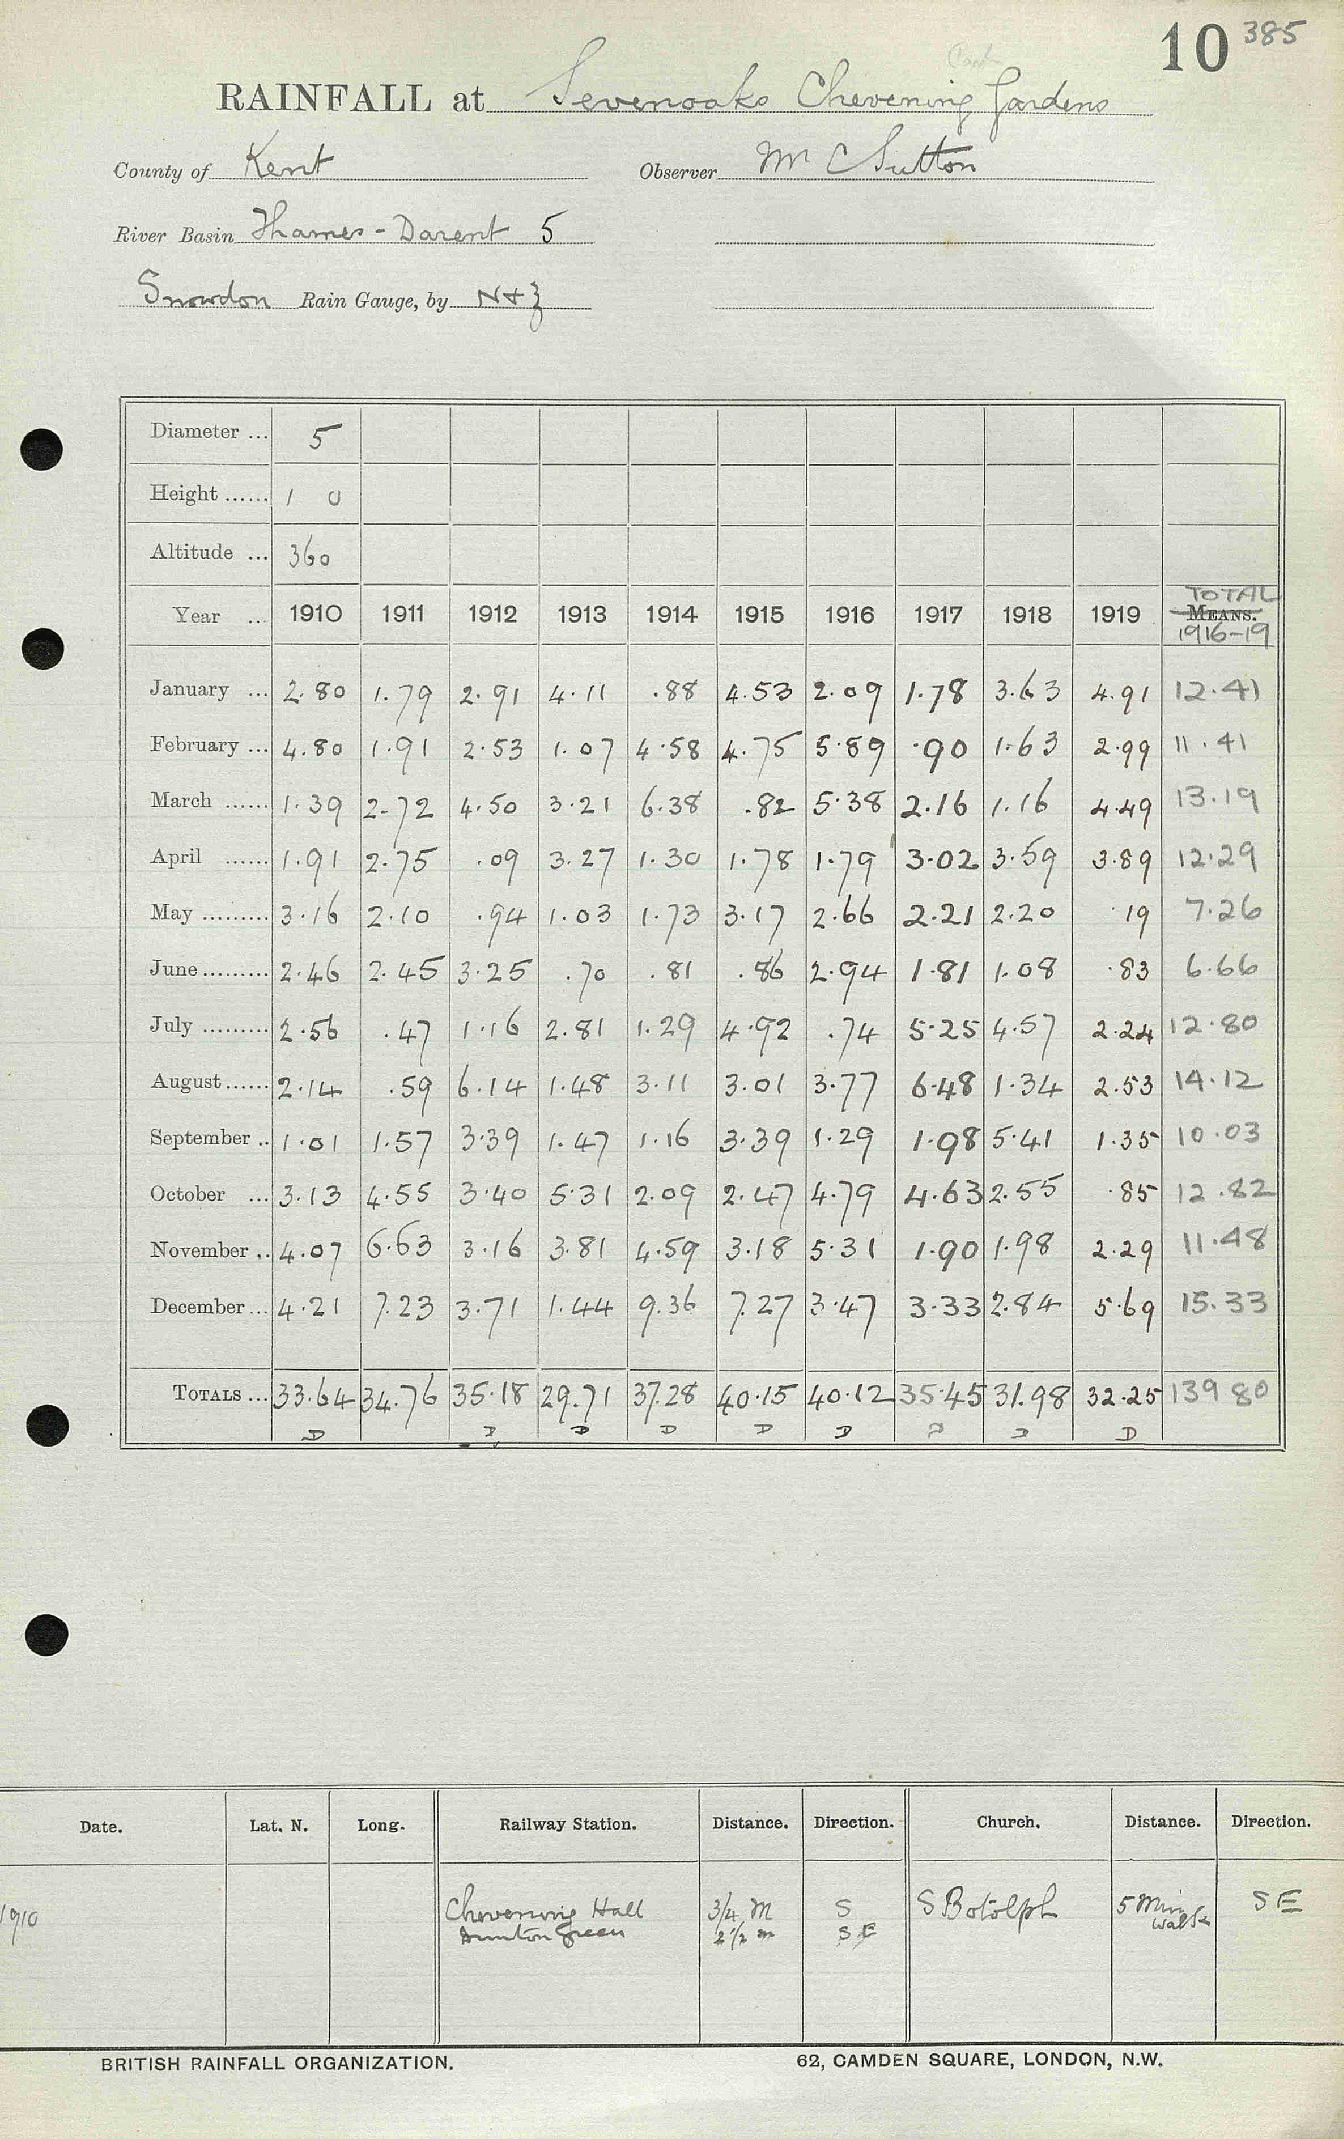 10 385
RAINFALL at Sevenoaks Chevening Gardens
County of Kent Observer Mr C Sutton
River Basin Thames - Darent 5
Snowdon Rain Gauge, by N+Z
Diameter ... 5
Height ...... 1 0
Altitude ... 360
TOTAL
Year ... 1910 1911 1912 1913 1914 1915 1916 1917 1918 1919 MEANS.
1916-19
January ... 2.80 1.79 2.91 4.11 .88 4.53 2.09 1.78 3.63 4.91 12.41
February ... 4.80 1.91 2.53 1.07 4.58 4.75 5.89 .90 1.63 2.99 11.41
March ...... 1.39 2.72 4.50 3.21 6.38 .82 5.38 2.16 1.16 4.49 13.19
April ...... 1.91 2.75 .09 3.27 1.30 1.78 1.79 3.02 3.59 3.89 12.29
May ......... 3.16 2.10 .94 1.03 1.73 3.17 2.66 2.21 2.20 .19 7.26
June ......... 2.46 2.45 3.25 .70 .81 .86 2.94 1.81 1.08 .83 6.66
July ......... 2.56 .47 1.16 2.81 1.29 4.92 .74 5.25 4.57 2.24 12.80
August ...... 2.14 .59 6.14 1.48 3.11 3.01 3.77 6.48 1.34 2.53 14.12
September .. 1.01 1.57 3.39 1.47 1.16 3.39 1.29 1.98 5.41 1.35 10.03
October ... 3.13 4.55 3.40 5.31 2.09 2.47 4.79 4.63 2.55 .85 12.82
November .. 4.07 6.63 3.16 3.81 4.59 3.18 5.31 1.90 1.98 2.29 11.48
December ... 4.21 7.23 3.71 1.44 9.36 7.27 3.47 3.33 2.84 5.69 15.33
TOTALS ... 33.64 34.76 35.18 29.71 37.28 40.15 40.12 35.45 31.98 32.25 139 80
D D D D D D D D D
Date. Lat. N. Long. Railway Station. Distance. Direction. Church. Distance. Direction.
1910 Chevening Hall 3/4 M S S Botolph 5 Min SE
Dunton Green 2 1/2 m SE walk
BRITISH RAINFALL ORGANIZATION. 62, CAMDEN SQUARE, LONDON, N.W.